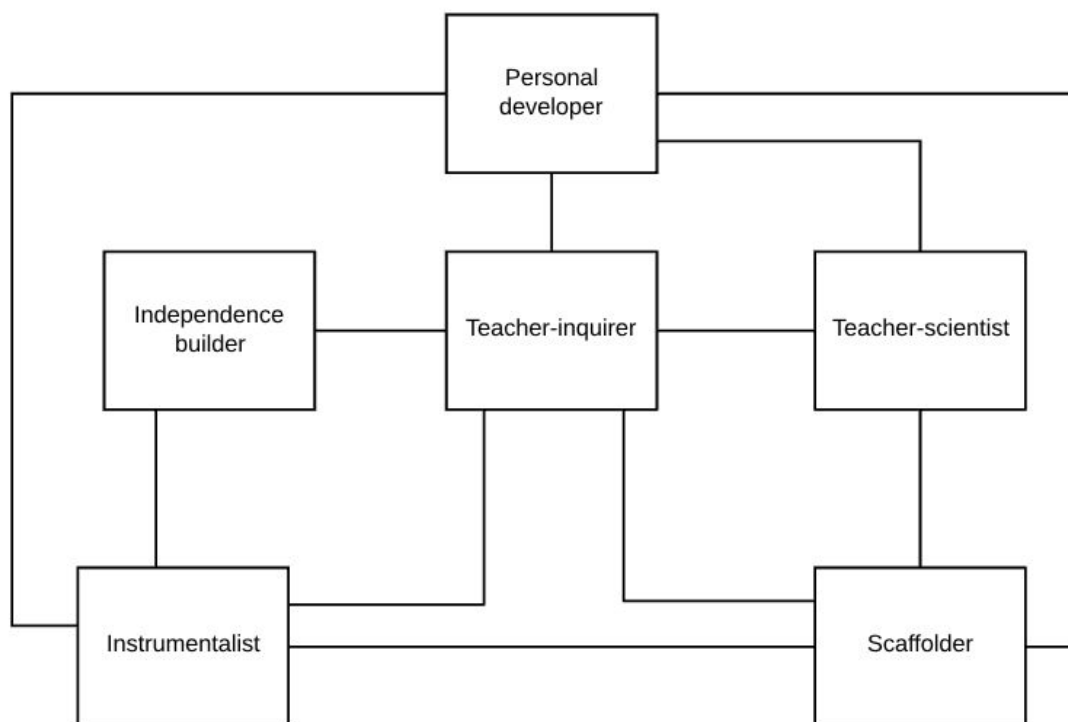 Personal
developer
Independence
builder
Teacher-inquirer
Teacher-scientist
Instrumentalist
Scaffolder